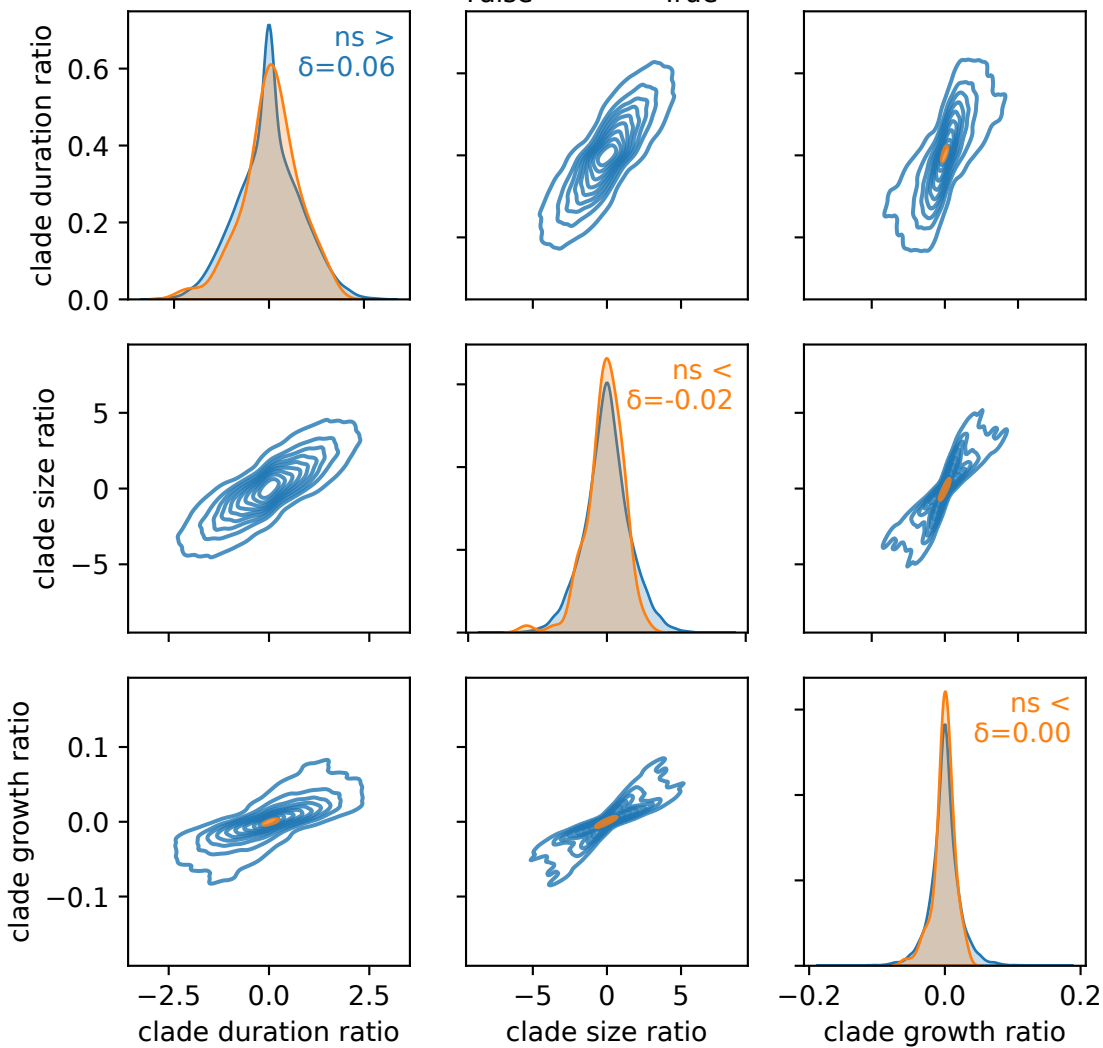 True
clade duration ratio
0.6
0.4
0.2
0.0
ns >
δ=0.06
clade size ratio
5
0
−5
ns <
δ=-0.02
clade growth ratio
0.1
0.0
−0.1
ns <
δ=0.00
−2.5 0.0 2.5
−5 0 5
−0.2 0.0 0.2
clade duration ratio
clade size ratio
clade growth ratio